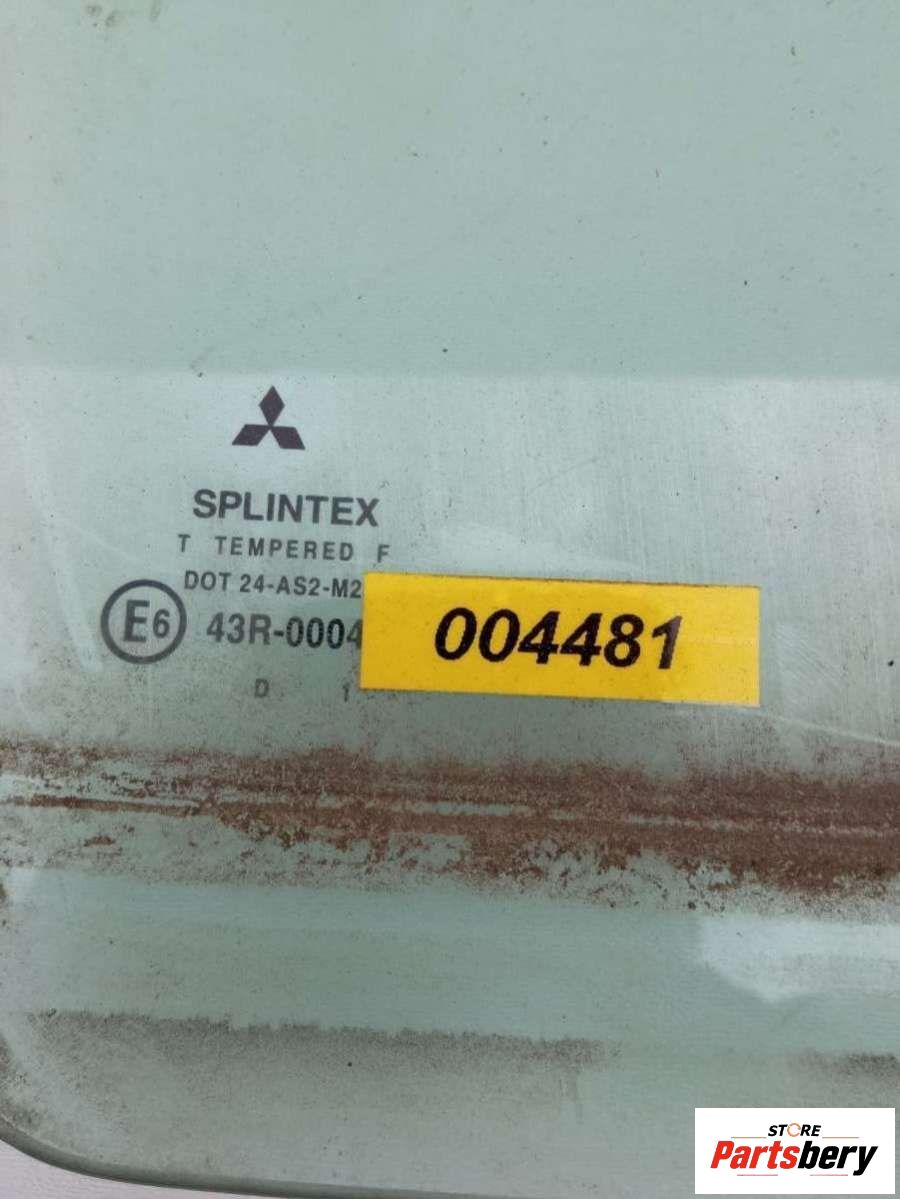 SPLINTEX
T TEMPERED F
DOT 24-AS2-M2
E6 43R-0004
004481
D 1
STORE
Partsbery